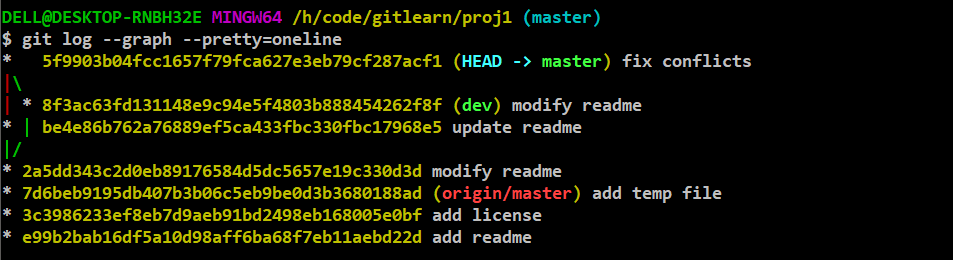 DELL@DESKTOP-RNBH32E MINGW64 /h/code/gitlearn/proj1 (master)
$ git log --graph --pretty=oneline
*   5f9903b04fcc1657f79fca627e3eb79cf287acf1 (HEAD -> master) fix conflicts
|\
| * 8f3ac63fd131148e9c94e5f4803b888454262f8f (dev) modify readme
* | be4e86b762a76889ef5ca433fbc330fbc17968e5 update readme
|/
* 2a5dd343c2d0eb89176584d5dc5657e19c330d3d modify readme
* 7d6beb9195db407b3b06c5eb9be0d3b3680188ad (origin/master) add temp file
* 3c3986233ef8eb7d9aeb91bd2498eb168005e0bf add license
* e99b2bab16df5a10d98aff6ba68f7eb11aebd22d add readme